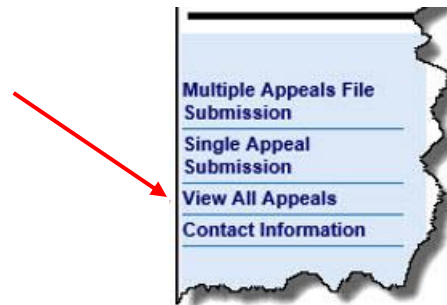 Multiple Appeals File
Submission
Single Appeal
Submission
View All Appeals
Contact Information